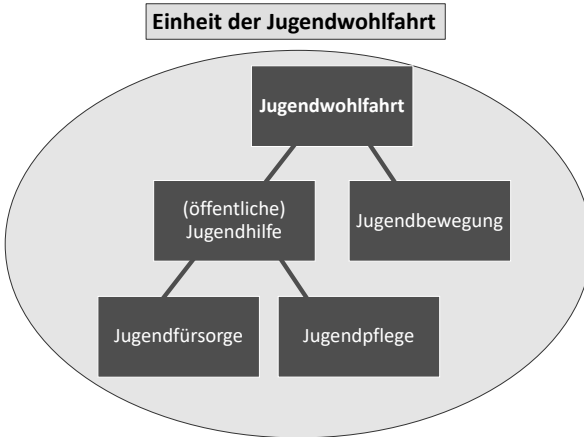 Einheit der Jugendwohlfahrt
Jugendwohlfahrt
(öffentliche)
Jugendhilfe
Jugendbewegung
Jugendfürsorge
Jugendpflege